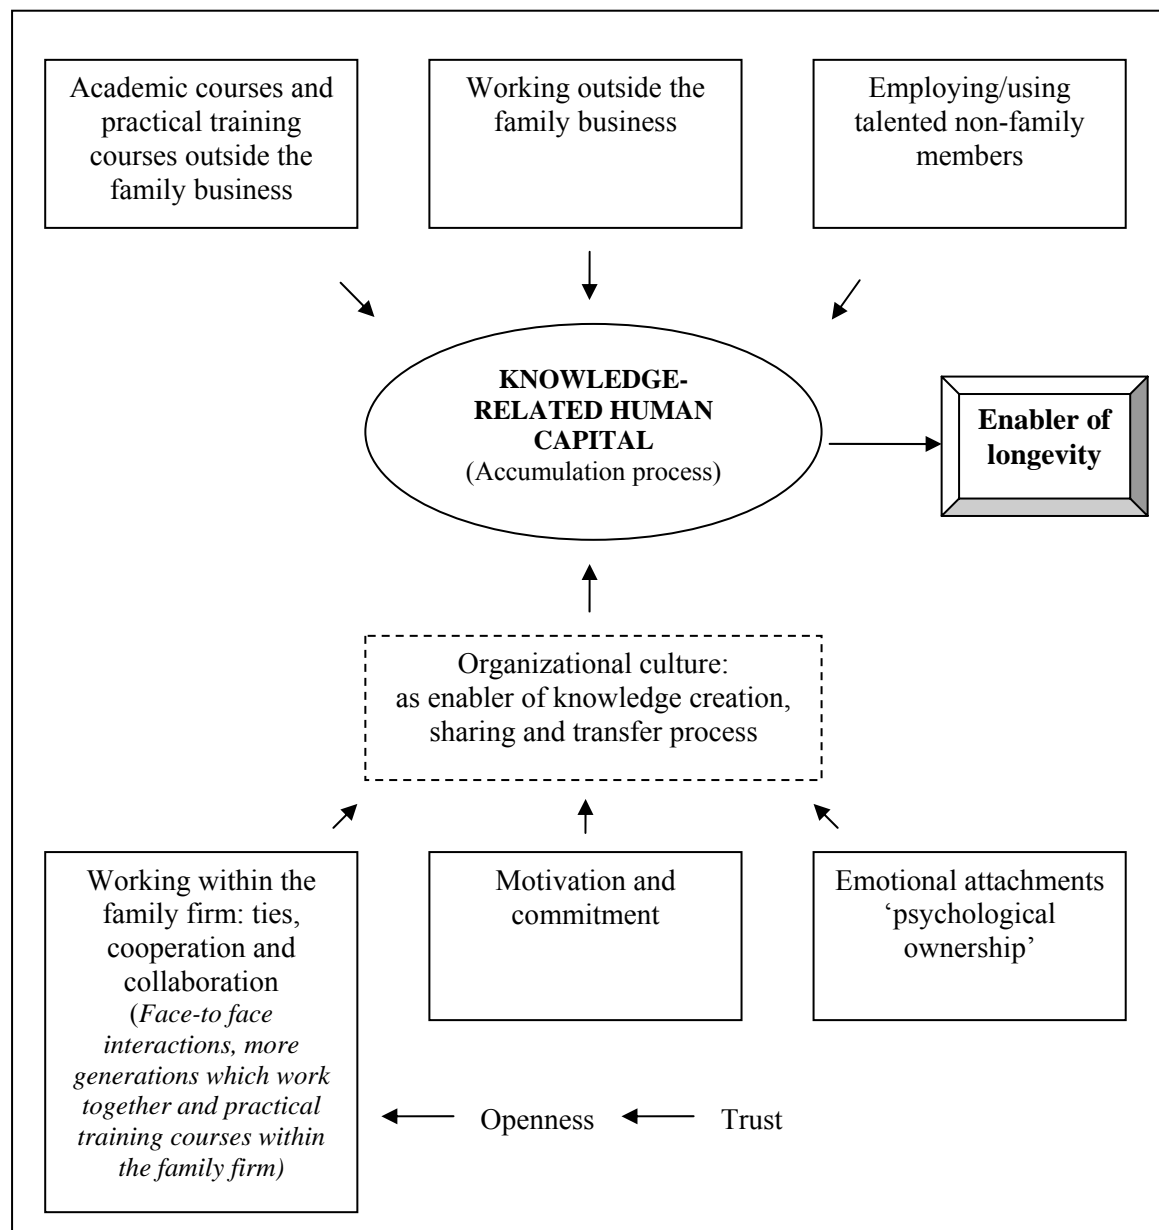 Academic courses and
practical training
courses outside the
family business
Working outside the
family business
Employing/using
talented non-family
members
KNOWLEDGE-
RELATED HUMAN
CAPITAL
(Accumulation process)
Enabler of
longevity
Organizational culture:
as enabler of knowledge creation,
sharing and transfer process
Working within the
family firm: ties,
cooperation and
collaboration
(Face-to face
interactions, more
generations which work
together and practical
training courses within
the family firm)
Motivation and
commitment
Emotional attachments
‘psychological
ownership’
Openness
Trust